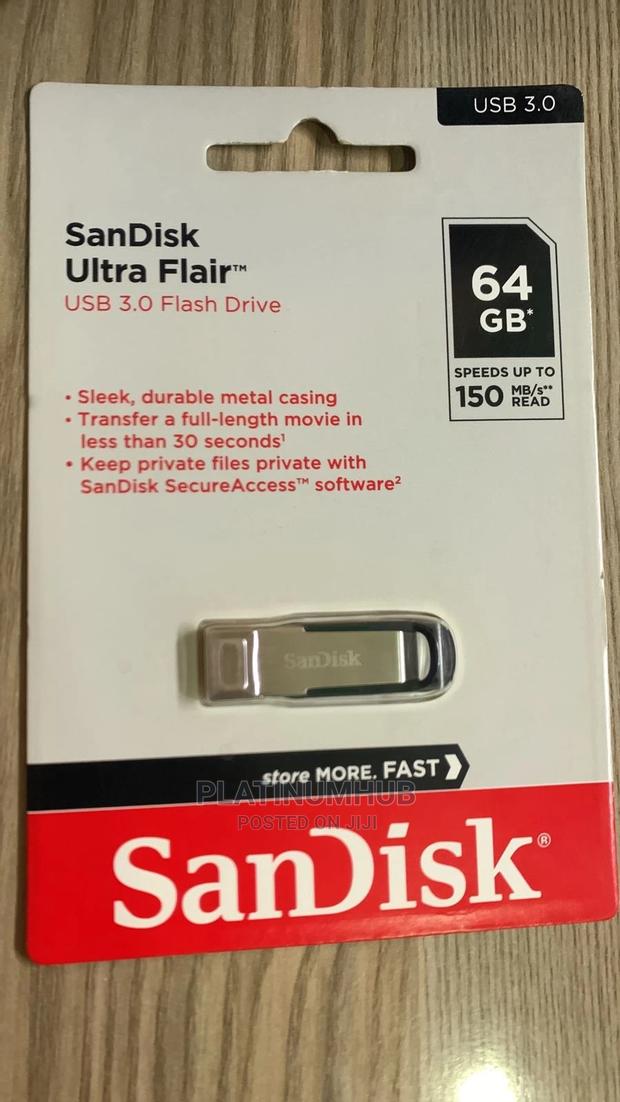 USB 3.0
SanDisk
Ultra Flair™
USB 3.0 Flash Drive
64
GB*
SPEEDS UP TO
150 MB/s**
READ
• Sleek, durable metal casing
• Transfer a full-length movie in
less than 30 seconds¹
• Keep private files private with
SanDisk SecureAccess™ software²
SanDisk
store MORE. FAST
PLATINUMHUB
POSTED ON JIJI
SanDisk®